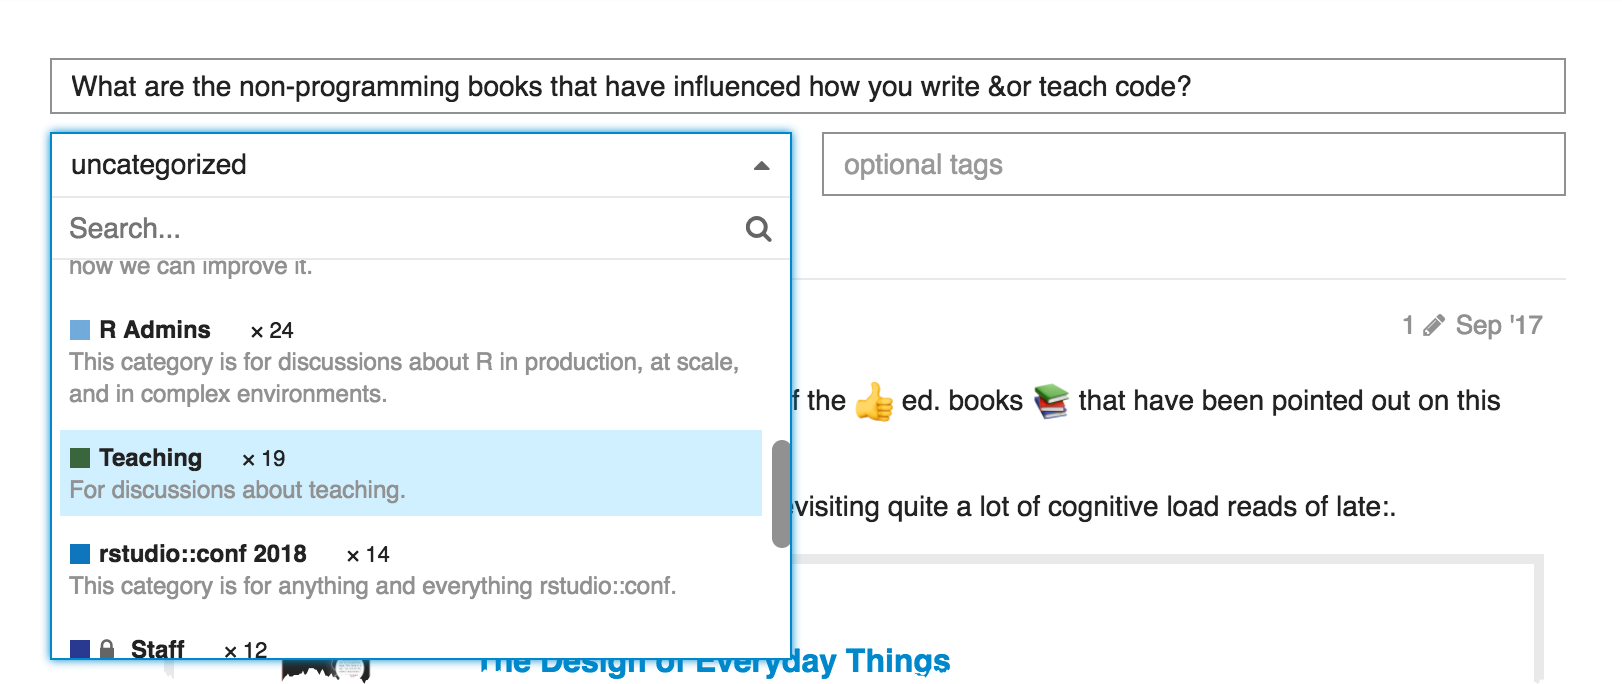 What are the non-programming books that have influenced how you write &or teach code?
uncategorized
optional tags
Search...
how we can improve it.
R Admins × 24
This category is for discussions about R in production, at scale,
and in complex environments.
Teaching × 19
For discussions about teaching.
rstudio::conf 2018 × 14
This category is for anything and everything rstudio::conf.
Staff × 12
1 Sep '17
the 👍 ed. books 📚 that have been pointed out on this
quite a lot of cognitive load reads of late:.
The Design of Everyday Things